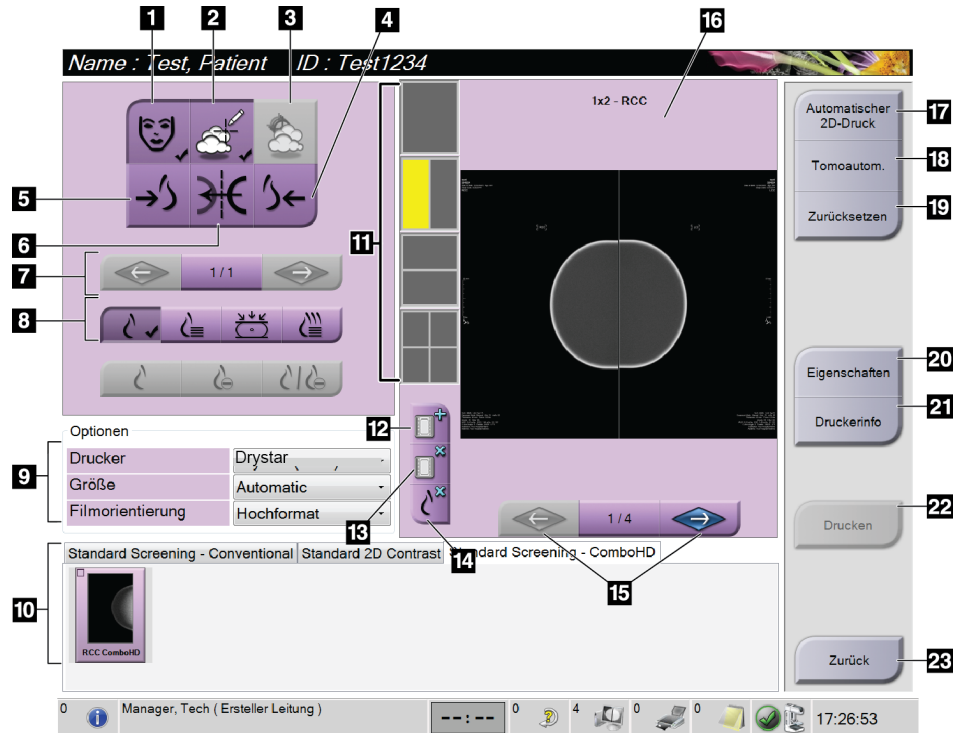 1 2 3 4
Name : Test, Patient ID : Test1234
16
1x2 - RCC
Automatischer
2D-Druck
17
Tomoautom.
18
5
Zurücksetzen
19
6
11
7
1 / 1
8
Eigenschaften
20
Druckerinfo
21
12
Optionen
9
Drucker
Drystar
Größe
Automatic
Filmorientierung
Hochformat
13
14
1 / 4
15
Drucken
22
10
Standard Screening - Conventional
Standard 2D Contrast
Screening - ComboHD
RCC ComboHD
Zurück
23
0
Manager, Tech ( Ersteller Leitung )
--:--
0
4
0
0
17:26:53